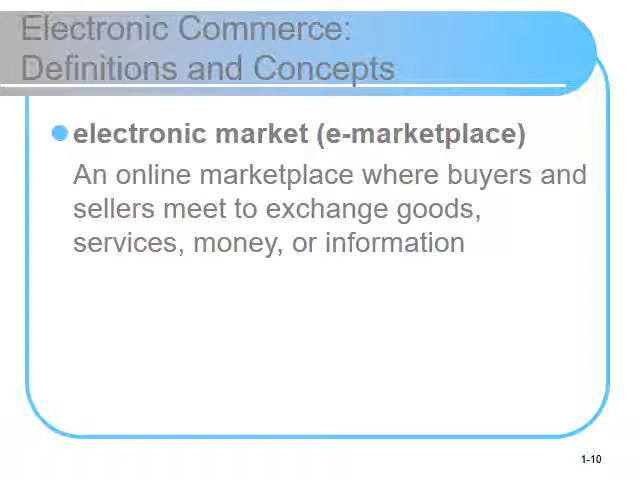 Electronic Commerce:
Definitions and Concepts
electronic market (e-marketplace)
An online marketplace where buyers and
sellers meet to exchange goods,
services, money, or information
1-10